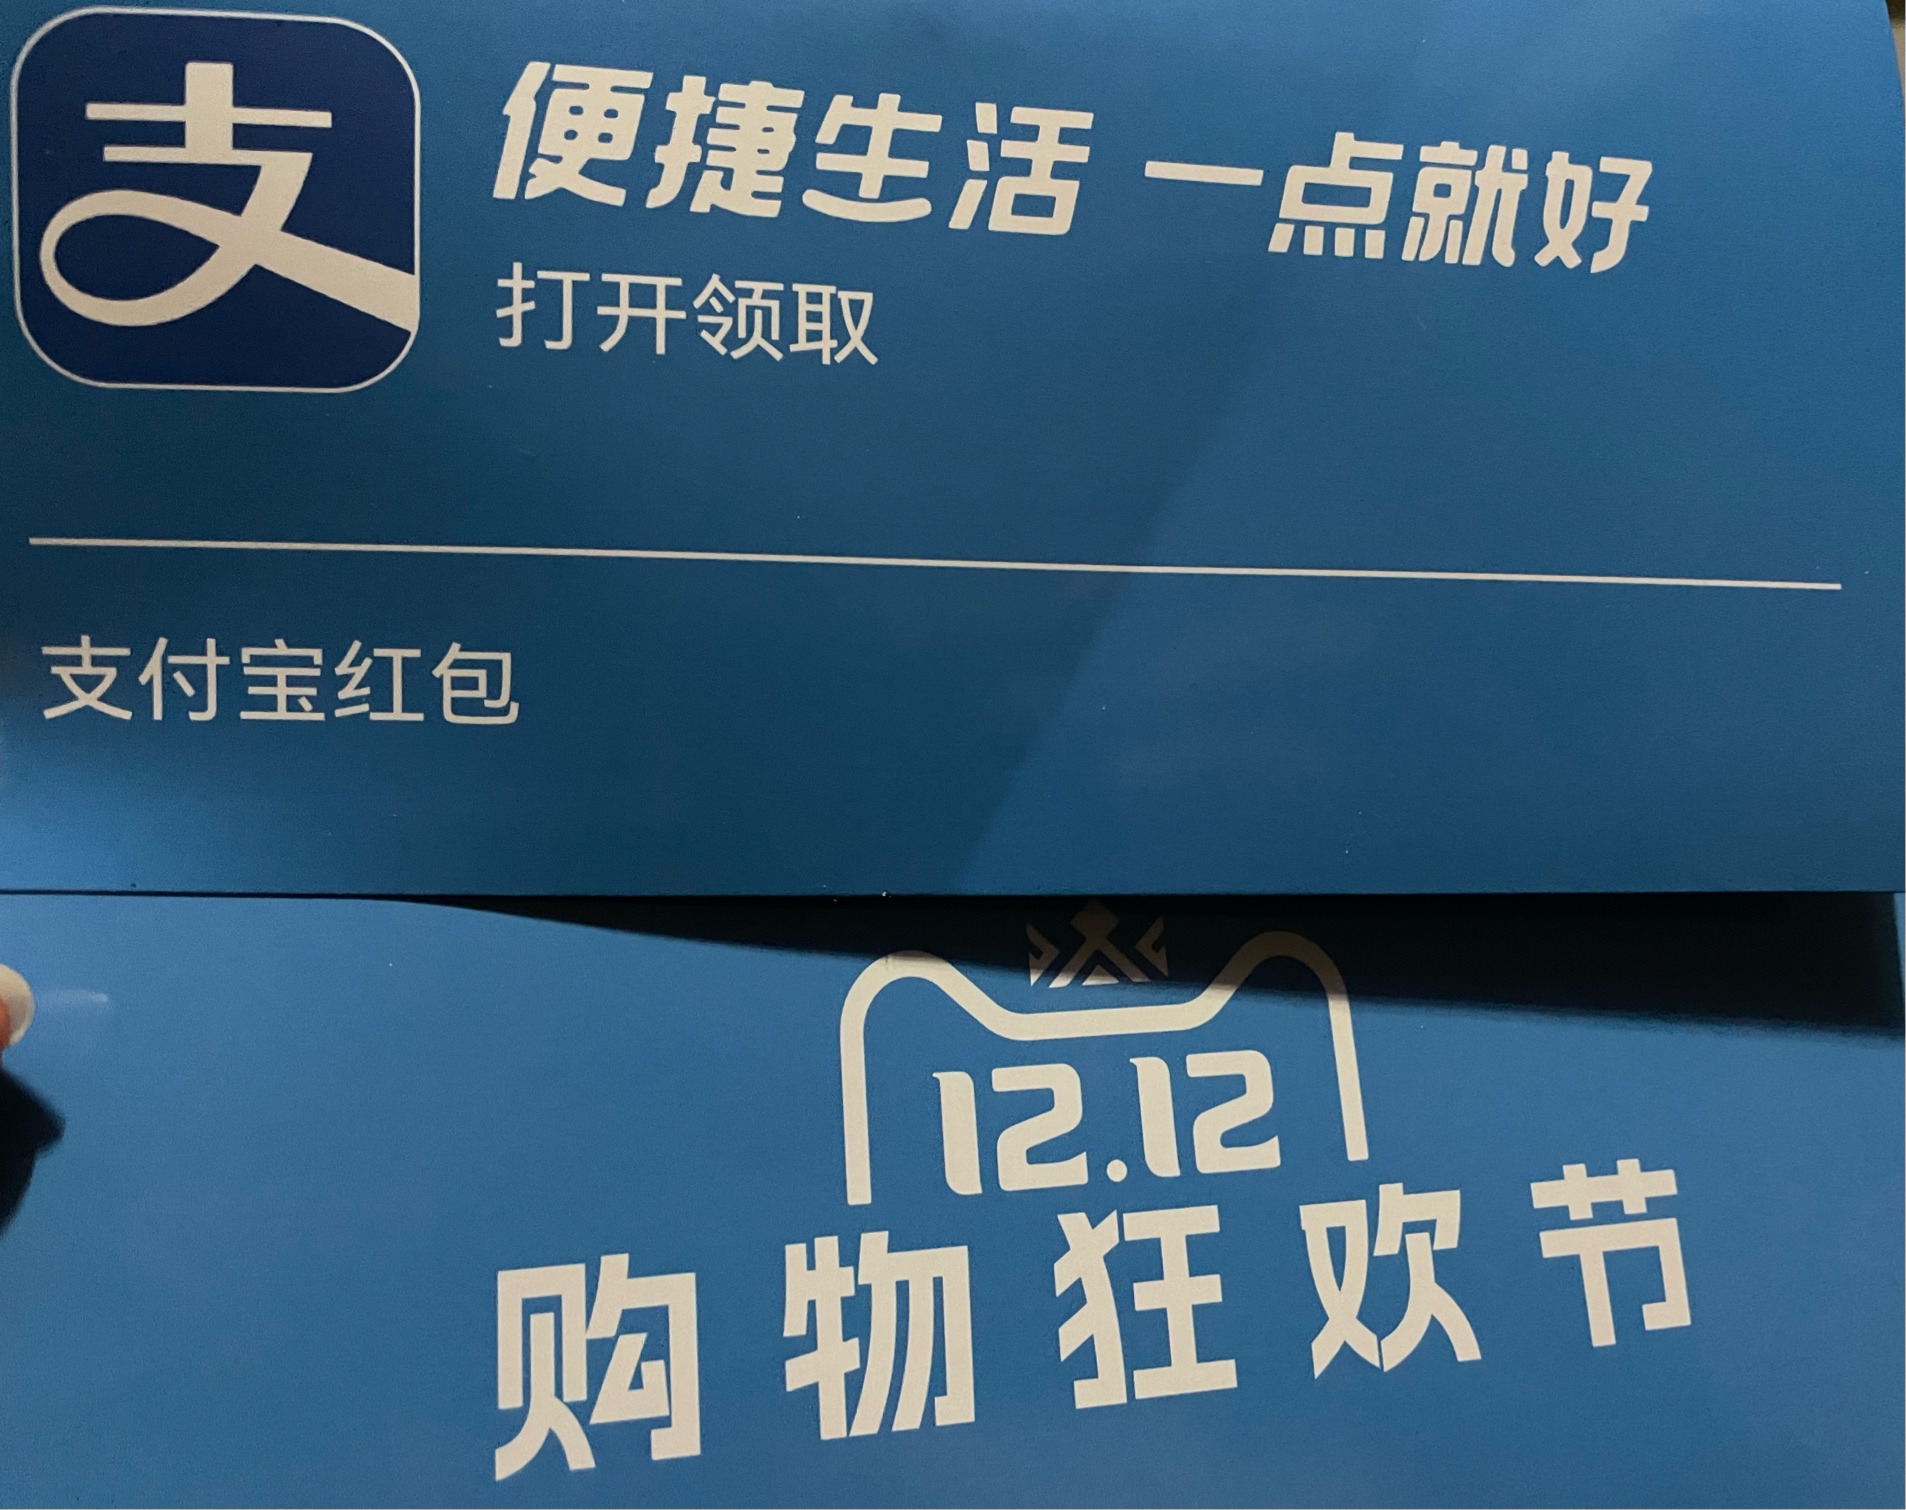 支
便捷生活 一点就好
打开领取
支付宝红包
12.12
购物狂欢节